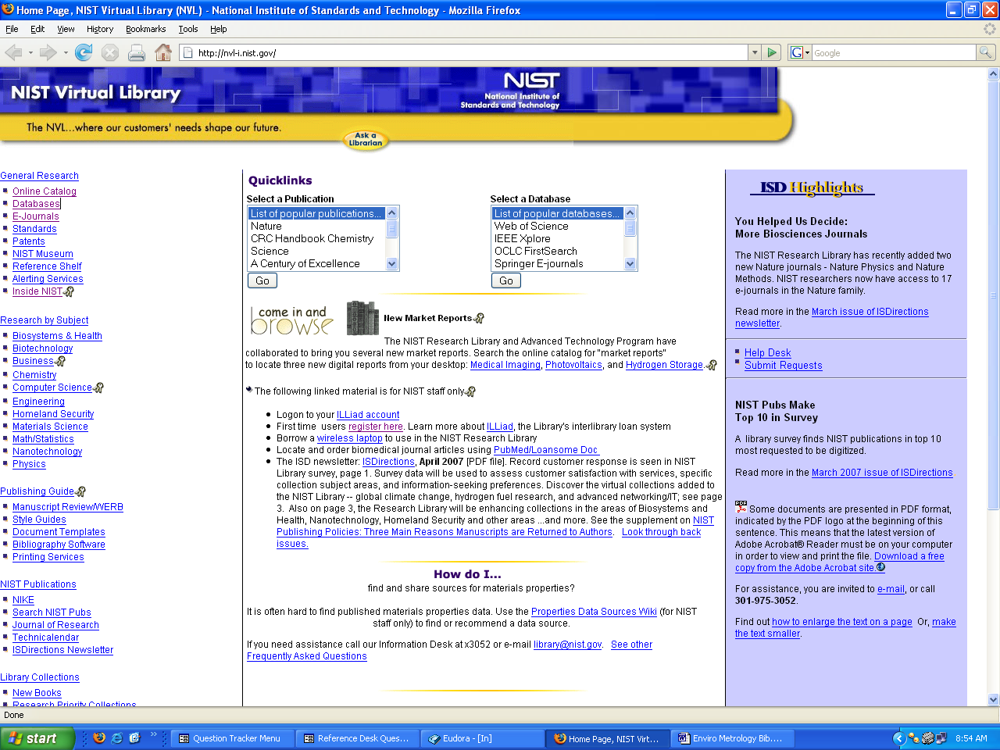 Home Page, NIST Virtual Library (NVL) - National Institute of Standards and Technology - Mozilla Firefox
File Edit View History Bookmarks Tools Help
http://nvl-i.nist.gov/
G Google
NIST Virtual Library
NIST
National Institute of
Standards and Technology
The NVL...where our customers' needs shape our future.
Ask a
Librarian
General Research
Online Catalog
Databases
E-Journals
Standards
Patents
NIST Museum
Reference Shelf
Alerting Services
Inside NIST
Research by Subject
Biosystems & Health
Biotechnology
Business
Chemistry
Computer Science
Engineering
Homeland Security
Materials Science
Math/Statistics
Nanotechnology
Physics
Publishing Guide
Manuscript Review/WERB
Style Guides
Document Templates
Bibliography Software
Printing Services
NIST Publications
NIKE
Search NIST Pubs
Journal of Research
Technicalendar
ISDirections Newsletter
Library Collections
New Books
Research Priority Collections
Quicklinks
Select a Publication
List of popular publications...
Nature
CRC Handbook Chemistry
Science
A Century of Excellence
Go
Select a Database
List of popular databases...
Web of Science
IEEE Xplore
OCLC FirstSearch
Springer E-journals
Go
come in and
browse
New Market Reports
The NIST Research Library and Advanced Technology Program have
collaborated to bring you several new market reports. Search the online catalog for "market reports"
to locate three new digital reports from your desktop: Medical Imaging, Photovoltaics, and Hydrogen Storage.
The following linked material is for NIST staff only
Logon to your ILLiad account
First time users register here. Learn more about ILLiad, the Library's interlibrary loan system
Borrow a wireless laptop to use in the NIST Research Library
Locate and order biomedical journal articles using PubMed/Loansome Doc
The ISD newsletter: ISDirections, April 2007 [PDF file]. Record customer response is seen in NIST
Library survey, page 1. Survey data will be used to assess customer satisfaction with services, specific
collection subject areas, and information-seeking preferences. Discover the virtual collections added to
the NIST Library -- global climate change, hydrogen fuel research, and advanced networking/IT; see page
3. Also on page 3, the Research Library will be enhancing collections in the areas of Biosystems and
Health, Nanotechnology, Homeland Security and other areas ...and more. See the supplement on NIST
Publishing Policies: Three Main Reasons Manuscripts are Returned to Authors. Look through back
issues.
How do I...
find and share sources for materials properties?
It is often hard to find published materials properties data. Use the Properties Data Sources Wiki (for NIST
staff only) to find or recommend a data source.
If you need assistance call our Information Desk at x3052 or e-mail library@nist.gov. See other
Frequently Asked Questions
ISD Highlights
You Helped Us Decide:
More Biosciences Journals
The NIST Research Library has recently added two
new Nature journals - Nature Physics and Nature
Methods. NIST researchers now have access to 17
e-journals in the Nature family.
Read more in the March issue of ISDirections
newsletter.
Help Desk
Submit Requests
NIST Pubs Make
Top 10 in Survey
A library survey finds NIST publications in top 10
most requested to be digitized.
Read more in the March 2007 issue of ISDirections
PDF
Some documents are presented in PDF format,
indicated by the PDF logo at the beginning of this
sentence. This means that the latest version of
Adobe Acrobat® Reader must be on your computer
in order to view and print the file. Download a free
copy from the Adobe Acrobat site.
For assistance, you are invited to e-mail, or call
301-975-3052.
Find out how to enlarge the text on a page Or, make
the text smaller.
Done
start
Question Tracker Menu
Reference Desk Ques...
Eudora - [In]
Home Page, NIST Virt...
Enviro Metrology Bib....
8:54 AM